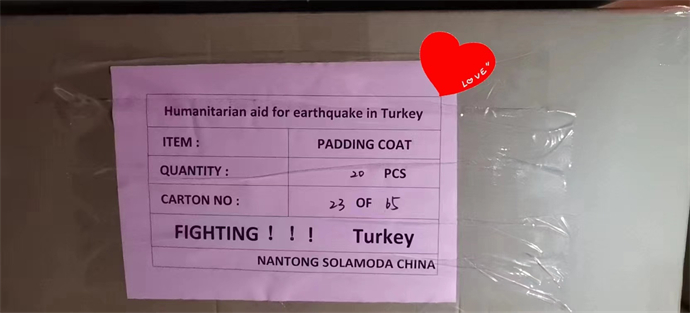 LOVE"
Humanitarian aid for earthquake in Turkey
ITEM : PADDING COAT
QUANTITY : 20 PCS
CARTON NO : 23 OF 65
FIGHTING ! ! ! Turkey
NANTONG SOLAMODA CHINA